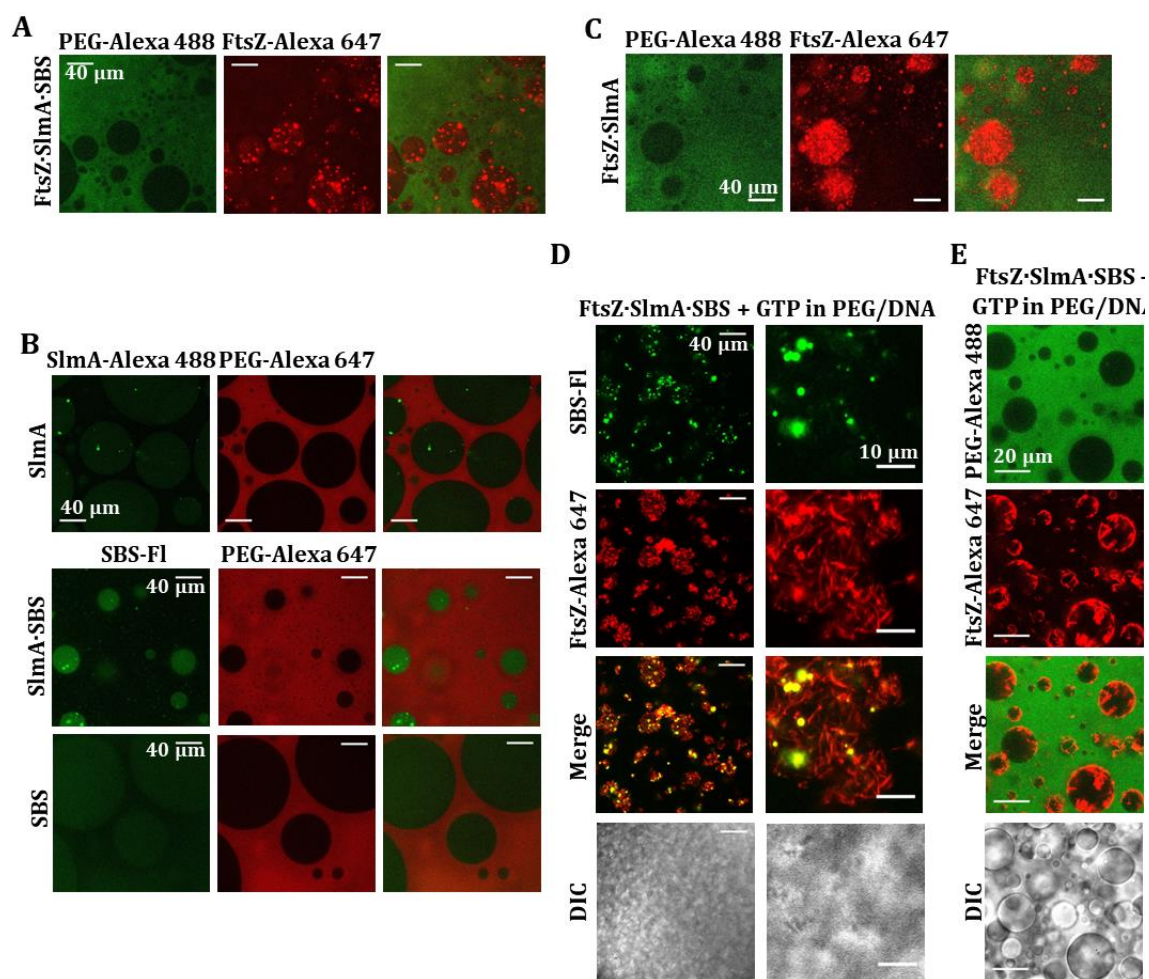 A
PEG-Alexa 488 FtsZ-Alexa 647
FtsZ·SlmA·SBS
40 µm
C
PEG-Alexa 488 FtsZ-Alexa 647
FtsZ·SlmA
40 µm
B
SlmA-Alexa 488 PEG-Alexa 647
SlmA
40 µm
SBS-Fl PEG-Alexa 647
SlmA·SBS
40 µm
SBS
40 µm
D
FtsZ·SlmA·SBS + GTP in PEG/DNA
SBS-Fl
40 µm
10 µm
FtsZ-Alexa 647
Merge
DIC
E
FtsZ·SlmA·SBS
GTP in PEG/DNA
PEG-Alexa 488
20 µm
FtsZ-Alexa 647
Merge
DIC